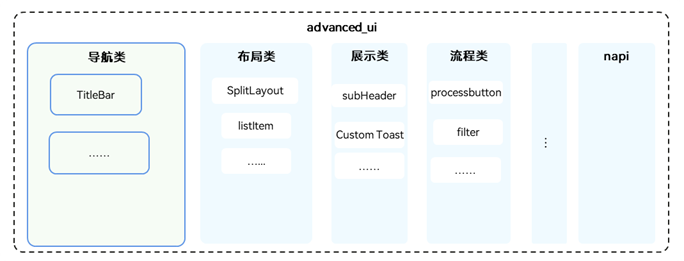 advanced_ui
导航类
TitleBar
……
布局类
SplitLayout
listItem
…...
展示类
subHeader
Custom Toast
……
流程类
processbutton
filter
……
⋮
napi